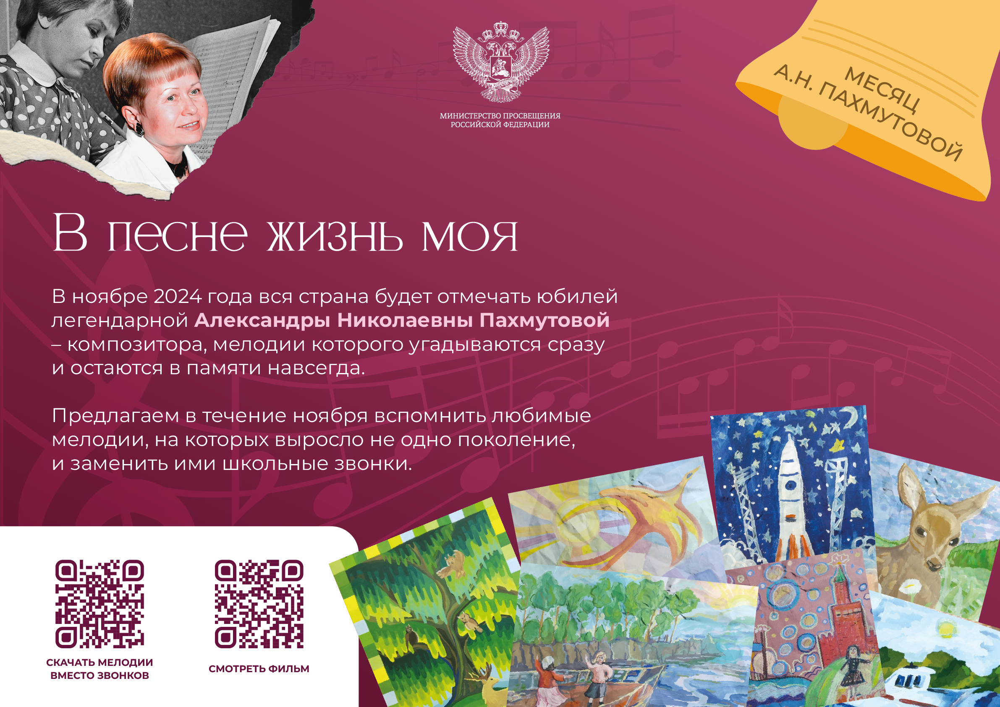 МИНИСТЕРСТВО ПРОСВЕЩЕНИЯ
РОССИЙСКОЙ ФЕДЕРАЦИИ
МЕСЯЦ
А.Н. ПАХМУТОВОЙ
В песне жизнь моя
В ноябре 2024 года вся страна будет отмечать юбилей
легендарной Александры Николаевны Пахмутовой
– композитора, мелодии которого угадываются сразу
и остаются в памяти навсегда.
Предлагаем в течение ноября вспомнить любимые
мелодии, на которых выросло не одно поколение,
и заменить ими школьные звонки.
СКАЧАТЬ МЕЛОДИИ
ВМЕСТО ЗВОНКОВ
СМОТРЕТЬ ФИЛЬМ